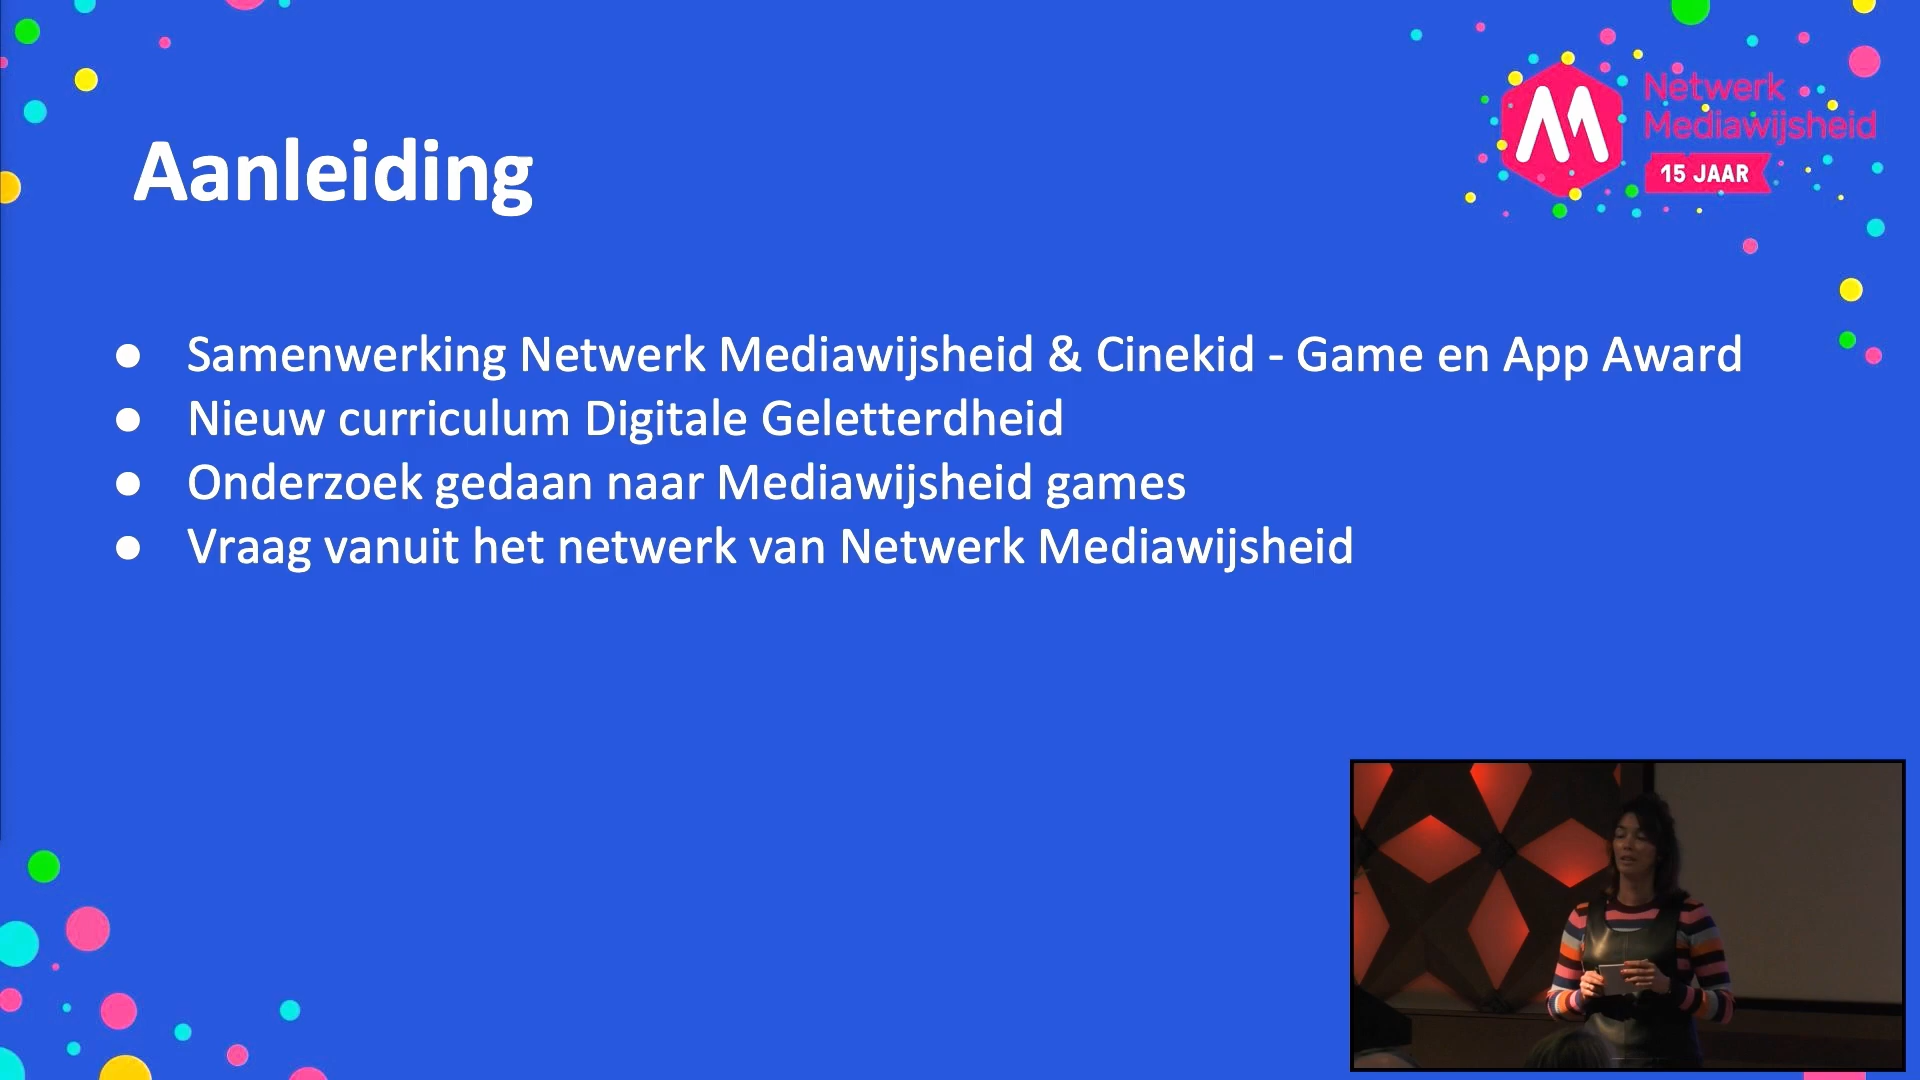 Netwerk
Mediawijsheid
15 JAAR
Aanleiding
● Samenwerking Netwerk Mediawijsheid & Cinekid - Game en App Award
● Nieuw curriculum Digitale Geletterdheid
● Onderzoek gedaan naar Mediawijsheid games
● Vraag vanuit het netwerk van Netwerk Mediawijsheid